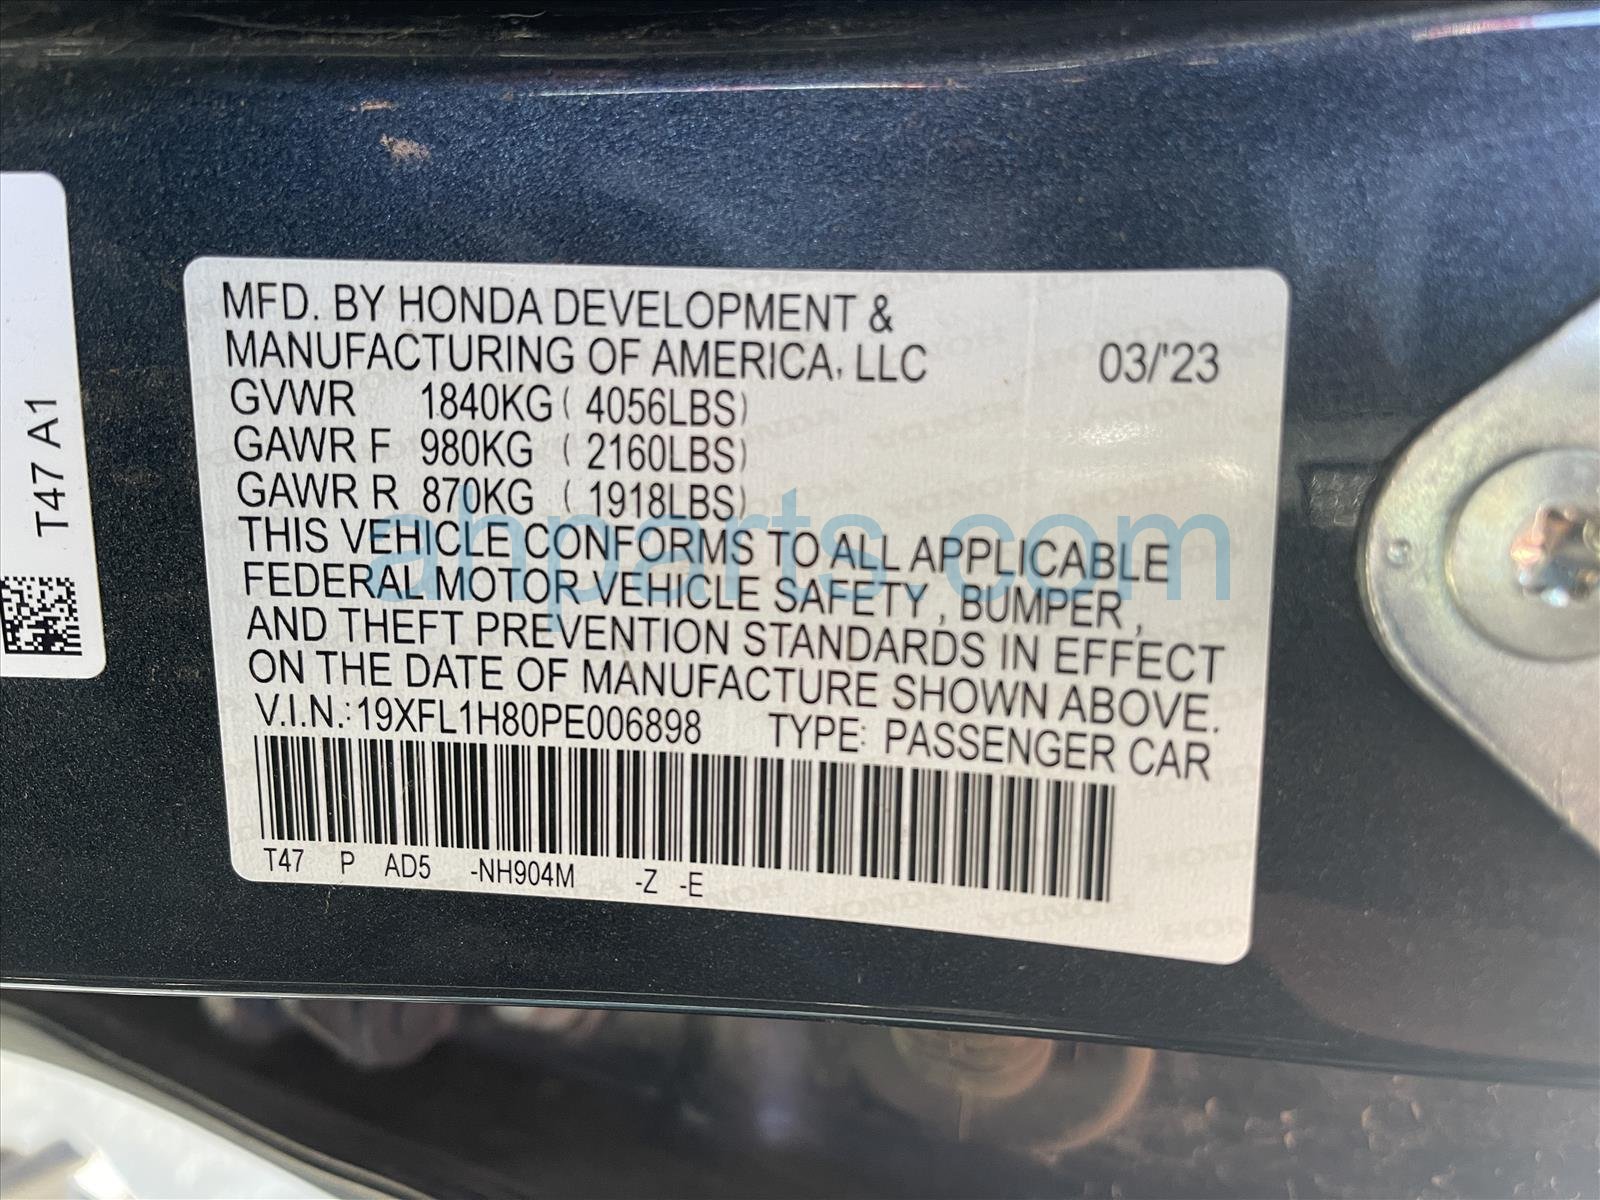 T47 A1
MFD. BY HONDA DEVELOPMENT &
MANUFACTURING OF AMERICA, LLC 03/'23
GVWR 1840KG ( 4056LBS)
GAWR F 980KG ( 2160LBS)
GAWR R 870KG ( 1918LBS)
THIS VEHICLE CONFORMS TO ALL APPLICABLE
FEDERAL MOTOR VEHICLE SAFETY , BUMPER ,
AND THEFT PREVENTION STANDARDS IN EFFECT
ON THE DATE OF MANUFACTURE SHOWN ABOVE.
V.I.N.: 19XFL1H80PE006898 TYPE: PASSENGER CAR
T47 P AD5 -NH904M -Z -E
ahparts.com